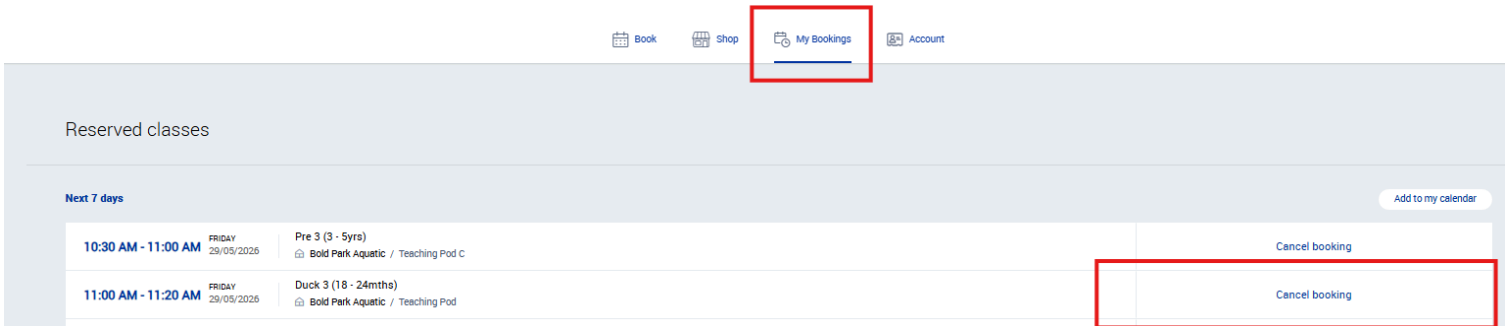 Book Shop My Bookings Account
Reserved classes
Next 7 days
Add to my calendar
10:30 AM - 11:00 AM FRIDAY 29/05/2026 Pre 3 (3 - 5yrs) Bold Park Aquatic / Teaching Pod C Cancel booking
11:00 AM - 11:20 AM FRIDAY 29/05/2026 Duck 3 (18 - 24mths) Bold Park Aquatic / Teaching Pod Cancel booking